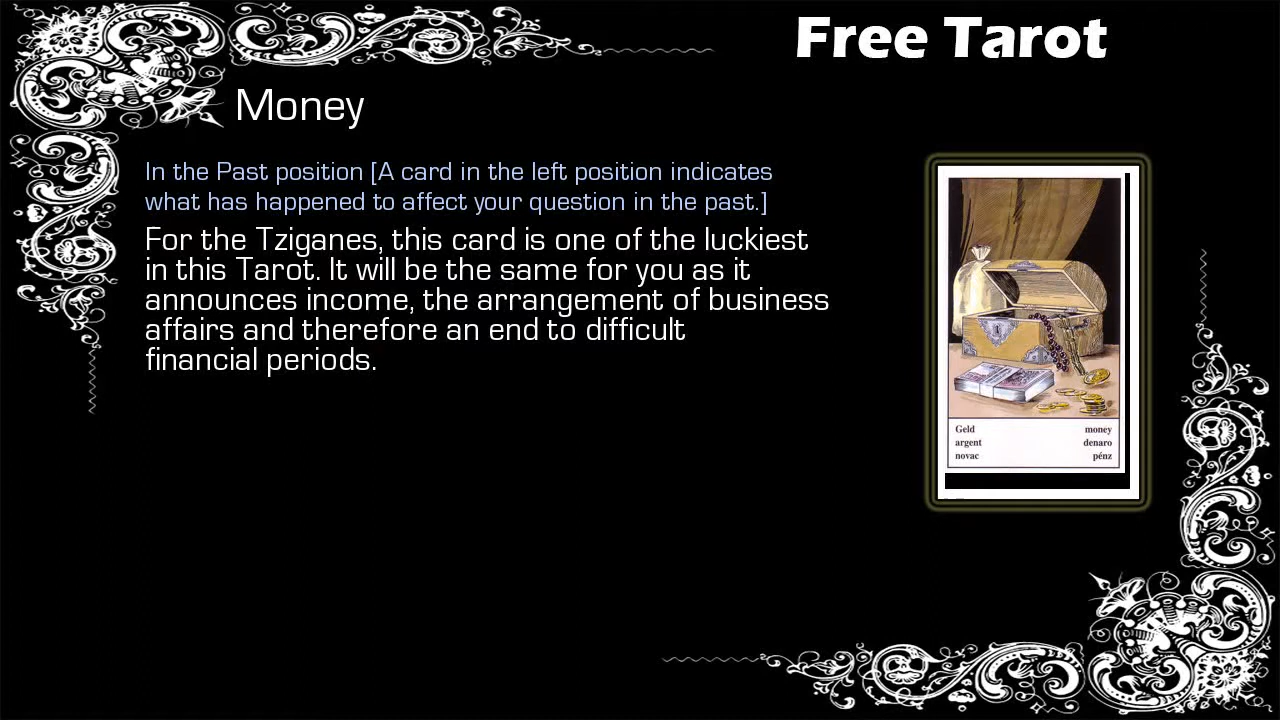 Free Tarot
Money
In the Past position [A card in the left position indicates
what has happened to affect your question in the past.]
For the Tziganes, this card is one of the luckiest
in this Tarot. It will be the same for you as it
announces income, the arrangement of business
affairs and therefore an end to difficult
financial periods.
Geld money
argent denaro
novac pénz